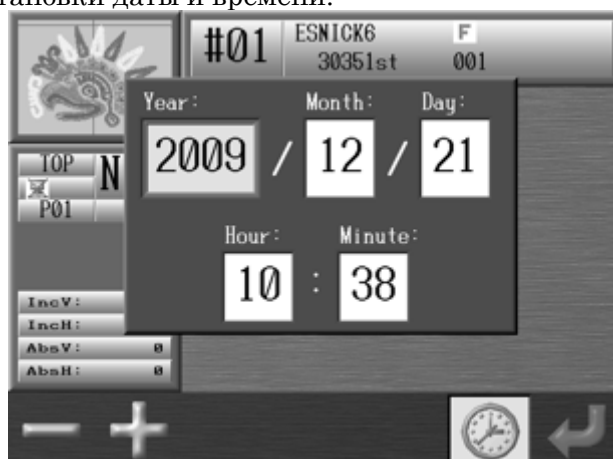 тановки даты и времени.
#01 ESNICK6 F
30351st 001
Year: Month: Day:
2009 / 12 / 21
TOP N
P01
Hour: Minute:
10 : 38
IncV:
IncH:
AbsV: 0
AbsH: 0